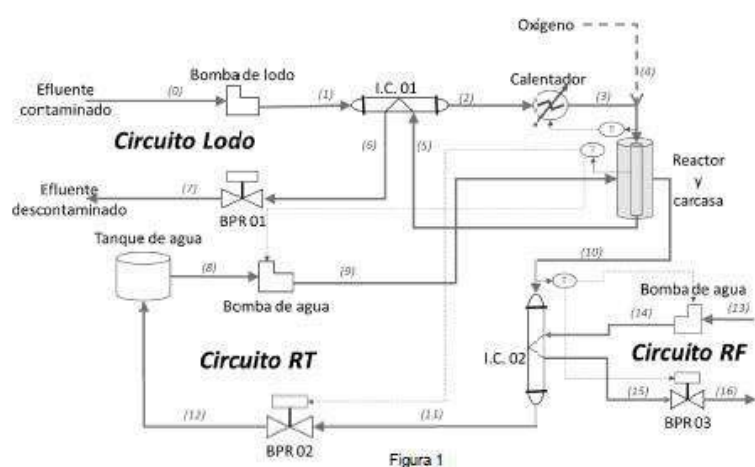 Oxígeno
Bomba de lodo
I.C. 01
Calentador
Efluente
contaminado
(0)
(1)
(2)
(3)
(4)
Circuito Lodo
(6)
(5)
T
T
Reactor
y
carcasa
Efluente
descontaminado
(7)
BPR 01
Tanque de agua
(8)
(9)
Bomba de agua
(10)
T
Bomba de agua
(13)
(14)
Circuito RT
I.C. 02
Circuito RF
(15)
(16)
BPR 03
(12)
(11)
BPR 02
Figura 1